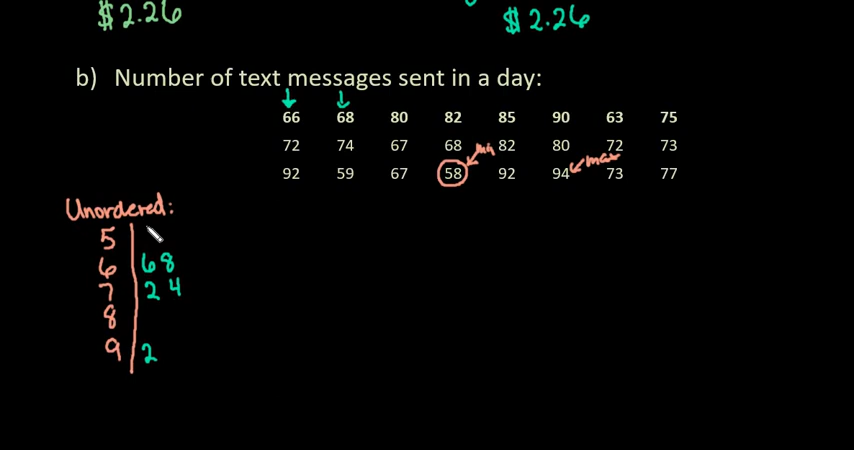 $2.26 $2.26
b) Number of text messages sent in a day:
66 68 80 82 85 90 63 75
72 74 67 68 min 82 80 max 72 73
92 59 67 58 92 94 73 77
Unordered:
5
6 | 6 8
7 | 2 4
8
9 | 2